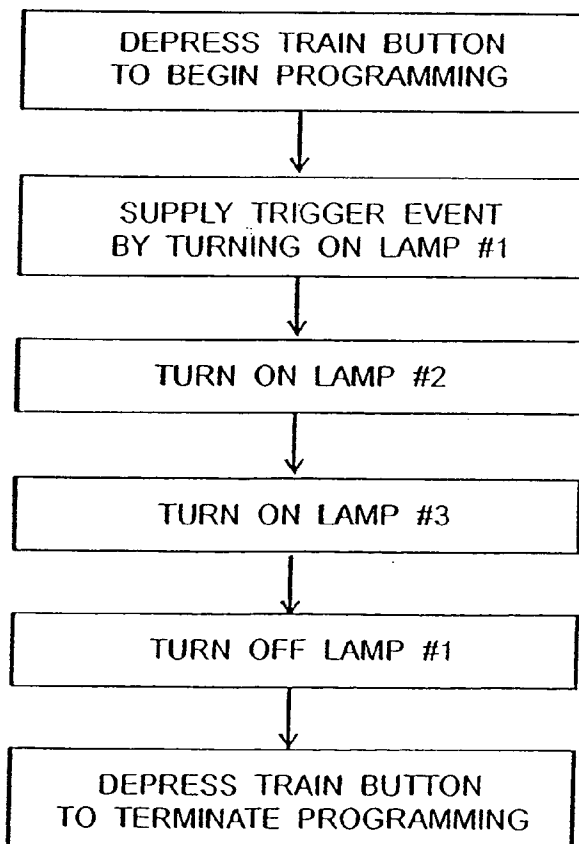 DEPRESS TRAIN BUTTON
TO BEGIN PROGRAMMING
SUPPLY TRIGGER EVENT
BY TURNING ON LAMP #1
TURN ON LAMP #2
TURN ON LAMP #3
TURN OFF LAMP #1
DEPRESS TRAIN BUTTON
TO TERMINATE PROGRAMMING